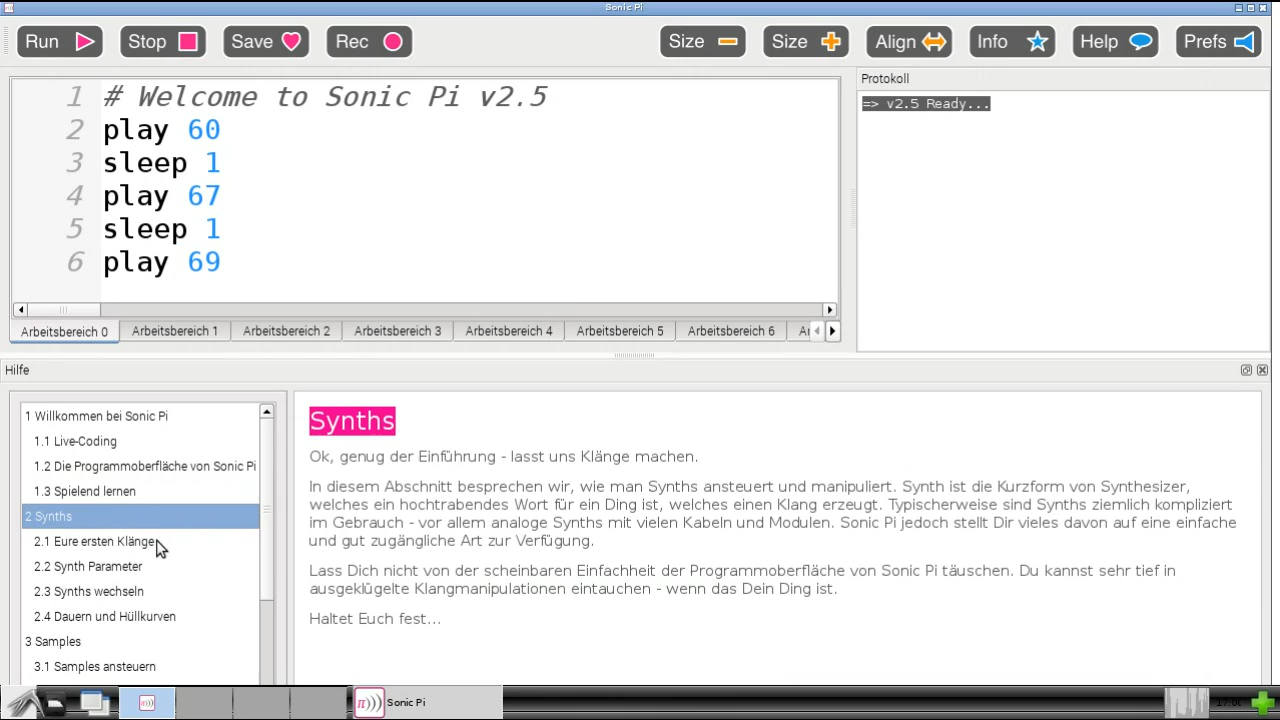 Sonic Pi
Run Stop Save Rec Size Size Align Info Help Prefs
1 # Welcome to Sonic Pi v2.5
2 play 60
3 sleep 1
4 play 67
5 sleep 1
6 play 69
Arbeitsbereich 0 Arbeitsbereich 1 Arbeitsbereich 2 Arbeitsbereich 3 Arbeitsbereich 4 Arbeitsbereich 5 Arbeitsbereich 6
Protokoll
=> v2.5 Ready...
Hilfe
1 Willkommen bei Sonic Pi
1.1 Live-Coding
1.2 Die Programmoberfläche von Sonic Pi
1.3 Spielend lernen
2 Synths
2.1 Eure ersten Klänge
2.2 Synth Parameter
2.3 Synths wechseln
2.4 Dauern und Hüllkurven
3 Samples
3.1 Samples ansteuern
Synths
Ok, genug der Einführung - lasst uns Klänge machen.
In diesem Abschnitt besprechen wir, wie man Synths ansteuert und manipuliert. Synth ist die Kurzform von Synthesizer,
welches ein hochtrabendes Wort für ein Ding ist, welches einen Klang erzeugt. Typischerweise sind Synths ziemlich kompliziert
im Gebrauch - vor allem analoge Synths mit vielen Kabeln und Modulen. Sonic Pi jedoch stellt Dir vieles davon auf eine einfache
und gut zugängliche Art zur Verfügung.
Lass Dich nicht von der scheinbaren Einfachheit der Programmoberfläche von Sonic Pi täuschen. Du kannst sehr tief in
ausgeklügelte Klangmanipulationen eintauchen - wenn das Dein Ding ist.
Haltet Euch fest...
Sonic Pi